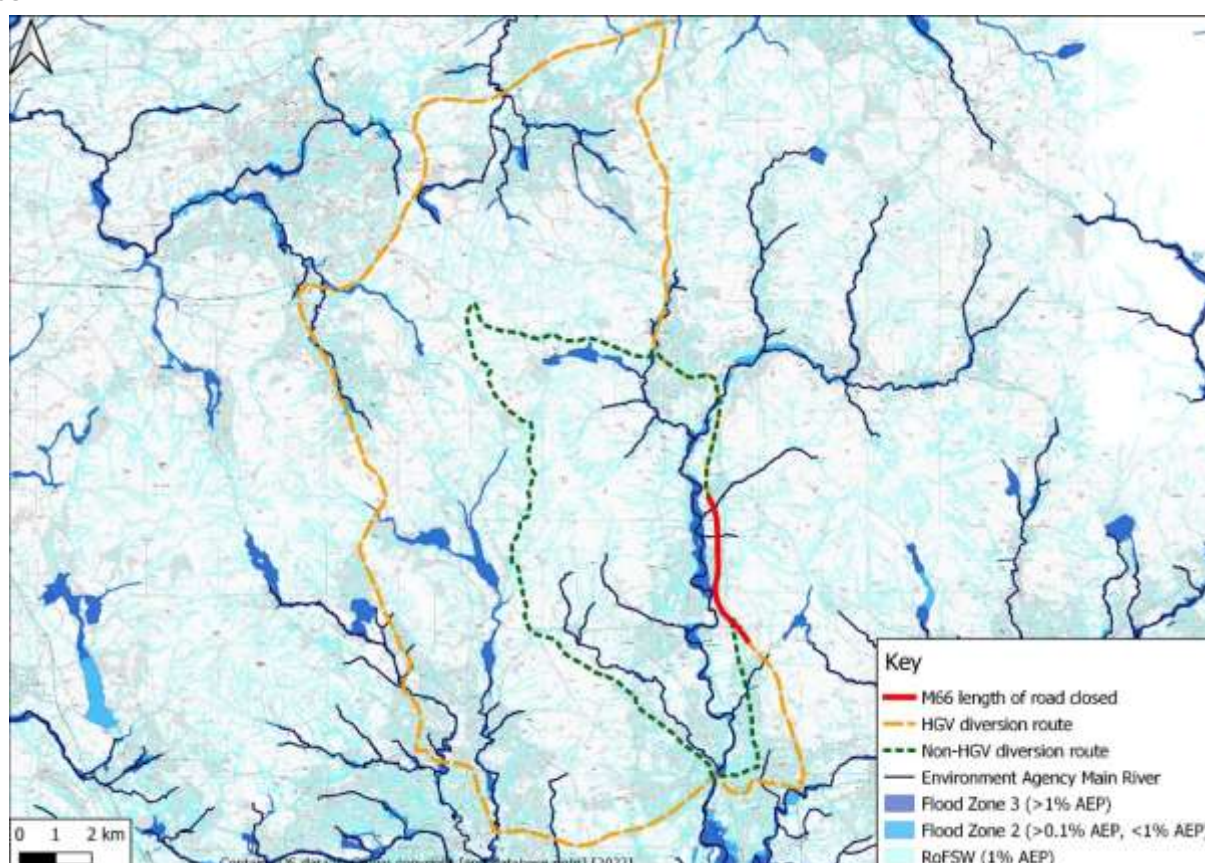 Key
M66 length of road closed
HGV diversion route
Non-HGV diversion route
Environment Agency Main River
Flood Zone 3 (>1% AEP)
Flood Zone 2 (>0.1% AEP, <1% AEP)
RoFSW (1% AEP)
0 1 2 km